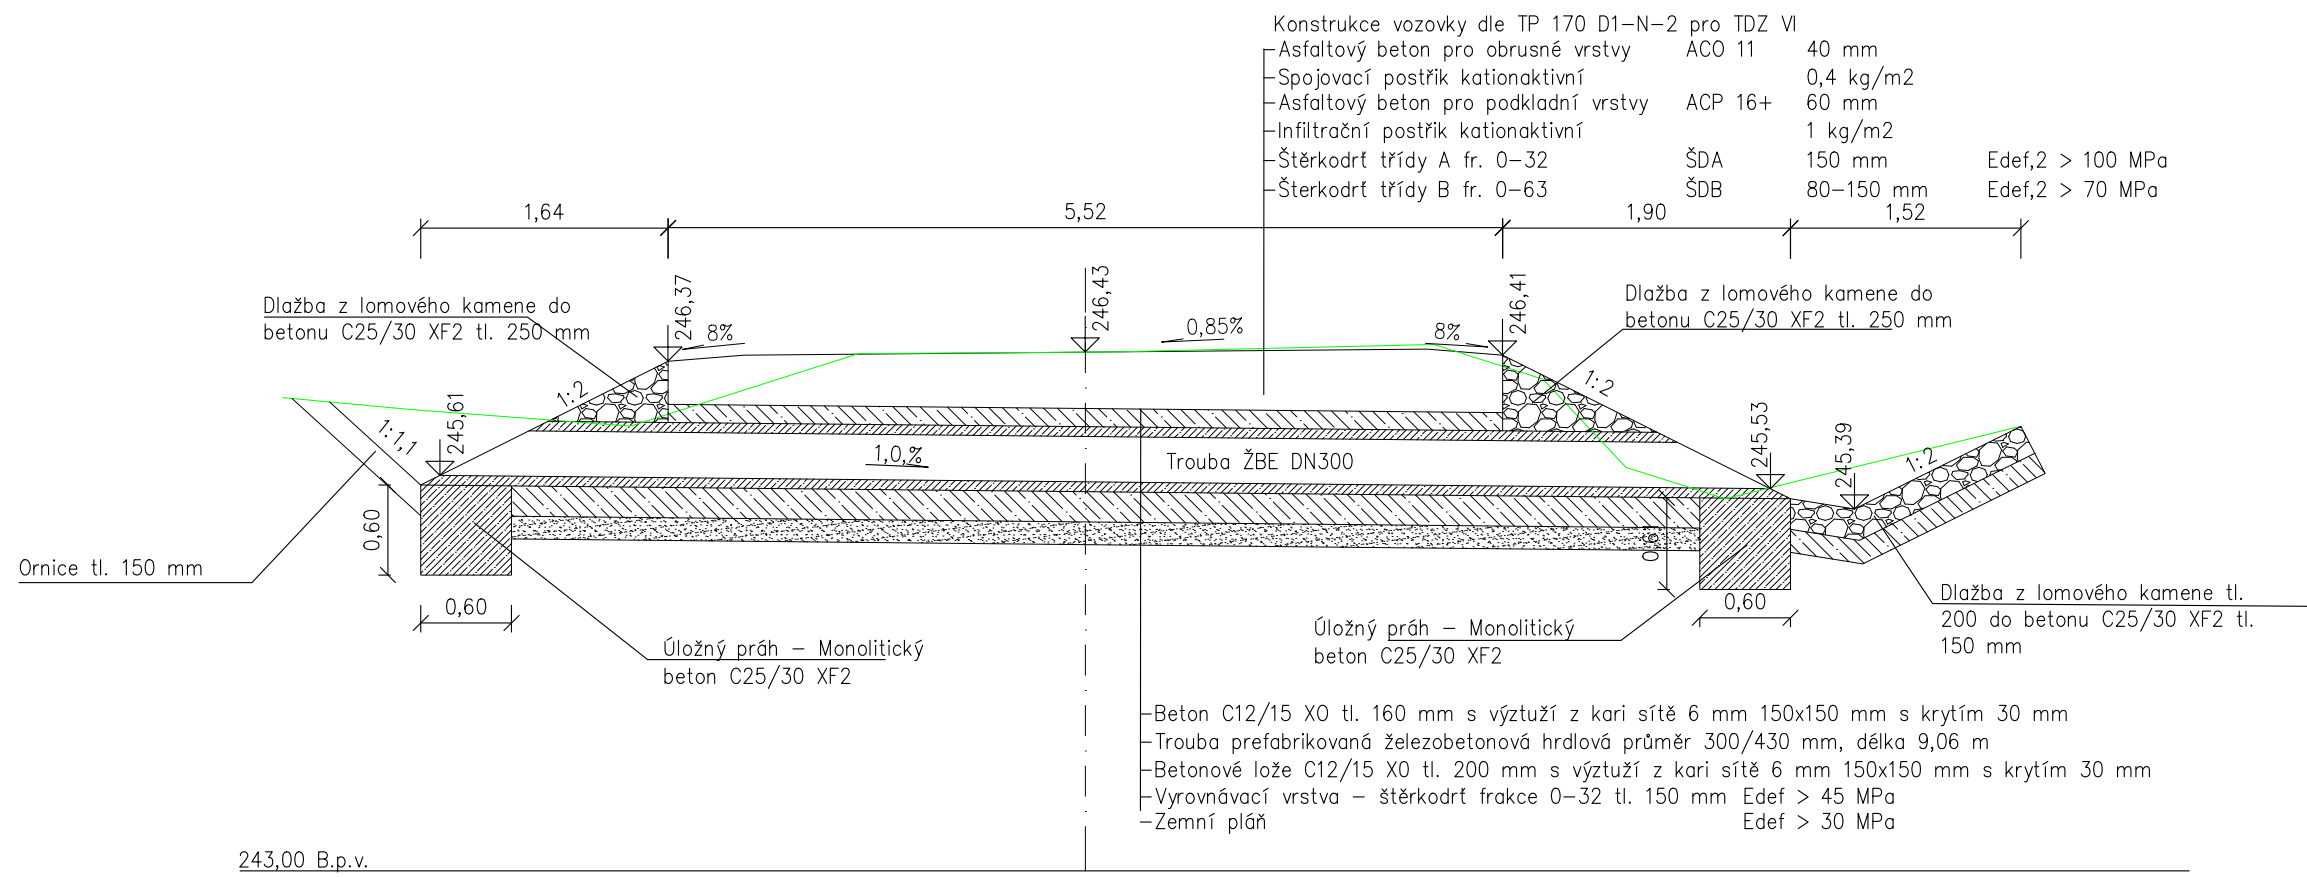 Konstrukce vozovky dle TP 170 D1-N-2 pro TDZ VI
Asfaltový beton pro obrusné vrstvy ACO 11 40 mm
Spojovací postřik kationaktivní 0,4 kg/m2
Asfaltový beton pro podkladní vrstvy ACP 16+ 60 mm
Infiltrační postřik kationaktivní 1 kg/m2
Štěrkodrť třídy A fr. 0-32 ŠDA 150 mm Edef,2 > 100 MPa
Šterkodrť třídy B fr. 0-63 ŠDB 80-150 mm Edef,2 > 70 MPa
1,64
5,52
1,90
1,52
246,37
246,43
246,41
Dlažba z lomového kamene do
betonu C25/30 XF2 tl. 250 mm
8%
0,85%
8%
Dlažba z lomového kamene do
betonu C25/30 XF2 tl. 250 mm
1:2
1:2
1:1,1
245,61
245,53
245,39
1:2
1,0,%
Trouba ŽBE DN300
0,60
0,61
Ornice tl. 150 mm
0,60
0,60
Úložný práh - Monolitický
beton C25/30 XF2
Úložný práh - Monolitický
beton C25/30 XF2
Dlažba z lomového kamene tl.
200 do betonu C25/30 XF2 tl.
150 mm
Beton C12/15 XO tl. 160 mm s výztuží z kari sítě 6 mm 150x150 mm s krytím 30 mm
Trouba prefabrikovaná železobetonová hrdlová průměr 300/430 mm, délka 9,06 m
Betonové lože C12/15 X0 tl. 200 mm s výztuží z kari sítě 6 mm 150x150 mm s krytím 30 mm
Vyrovnávací vrstva - štěrkodrť frakce 0-32 tl. 150 mm Edef > 45 MPa
Zemní pláň Edef > 30 MPa
243,00 B.p.v.